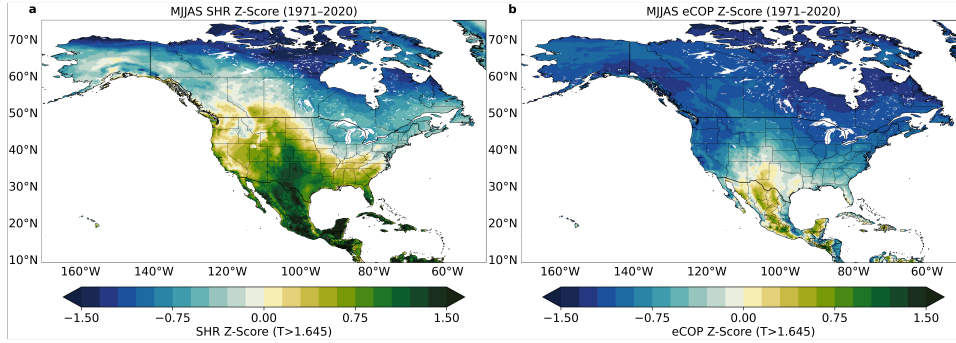 a
MJJAS SHR Z-Score (1971–2020)
70°N
60°N
50°N
40°N
30°N
20°N
10°N
160°W 140°W 120°W 100°W 80°W 60°W
−1.50 −0.75 0.00 0.75 1.50
SHR Z-Score (T>1.645)
b
MJJAS eCOP Z-Score (1971–2020)
70°N
60°N
50°N
40°N
30°N
20°N
10°N
160°W 140°W 120°W 100°W 80°W 60°W
−1.50 −0.75 0.00 0.75 1.50
eCOP Z-Score (T>1.645)